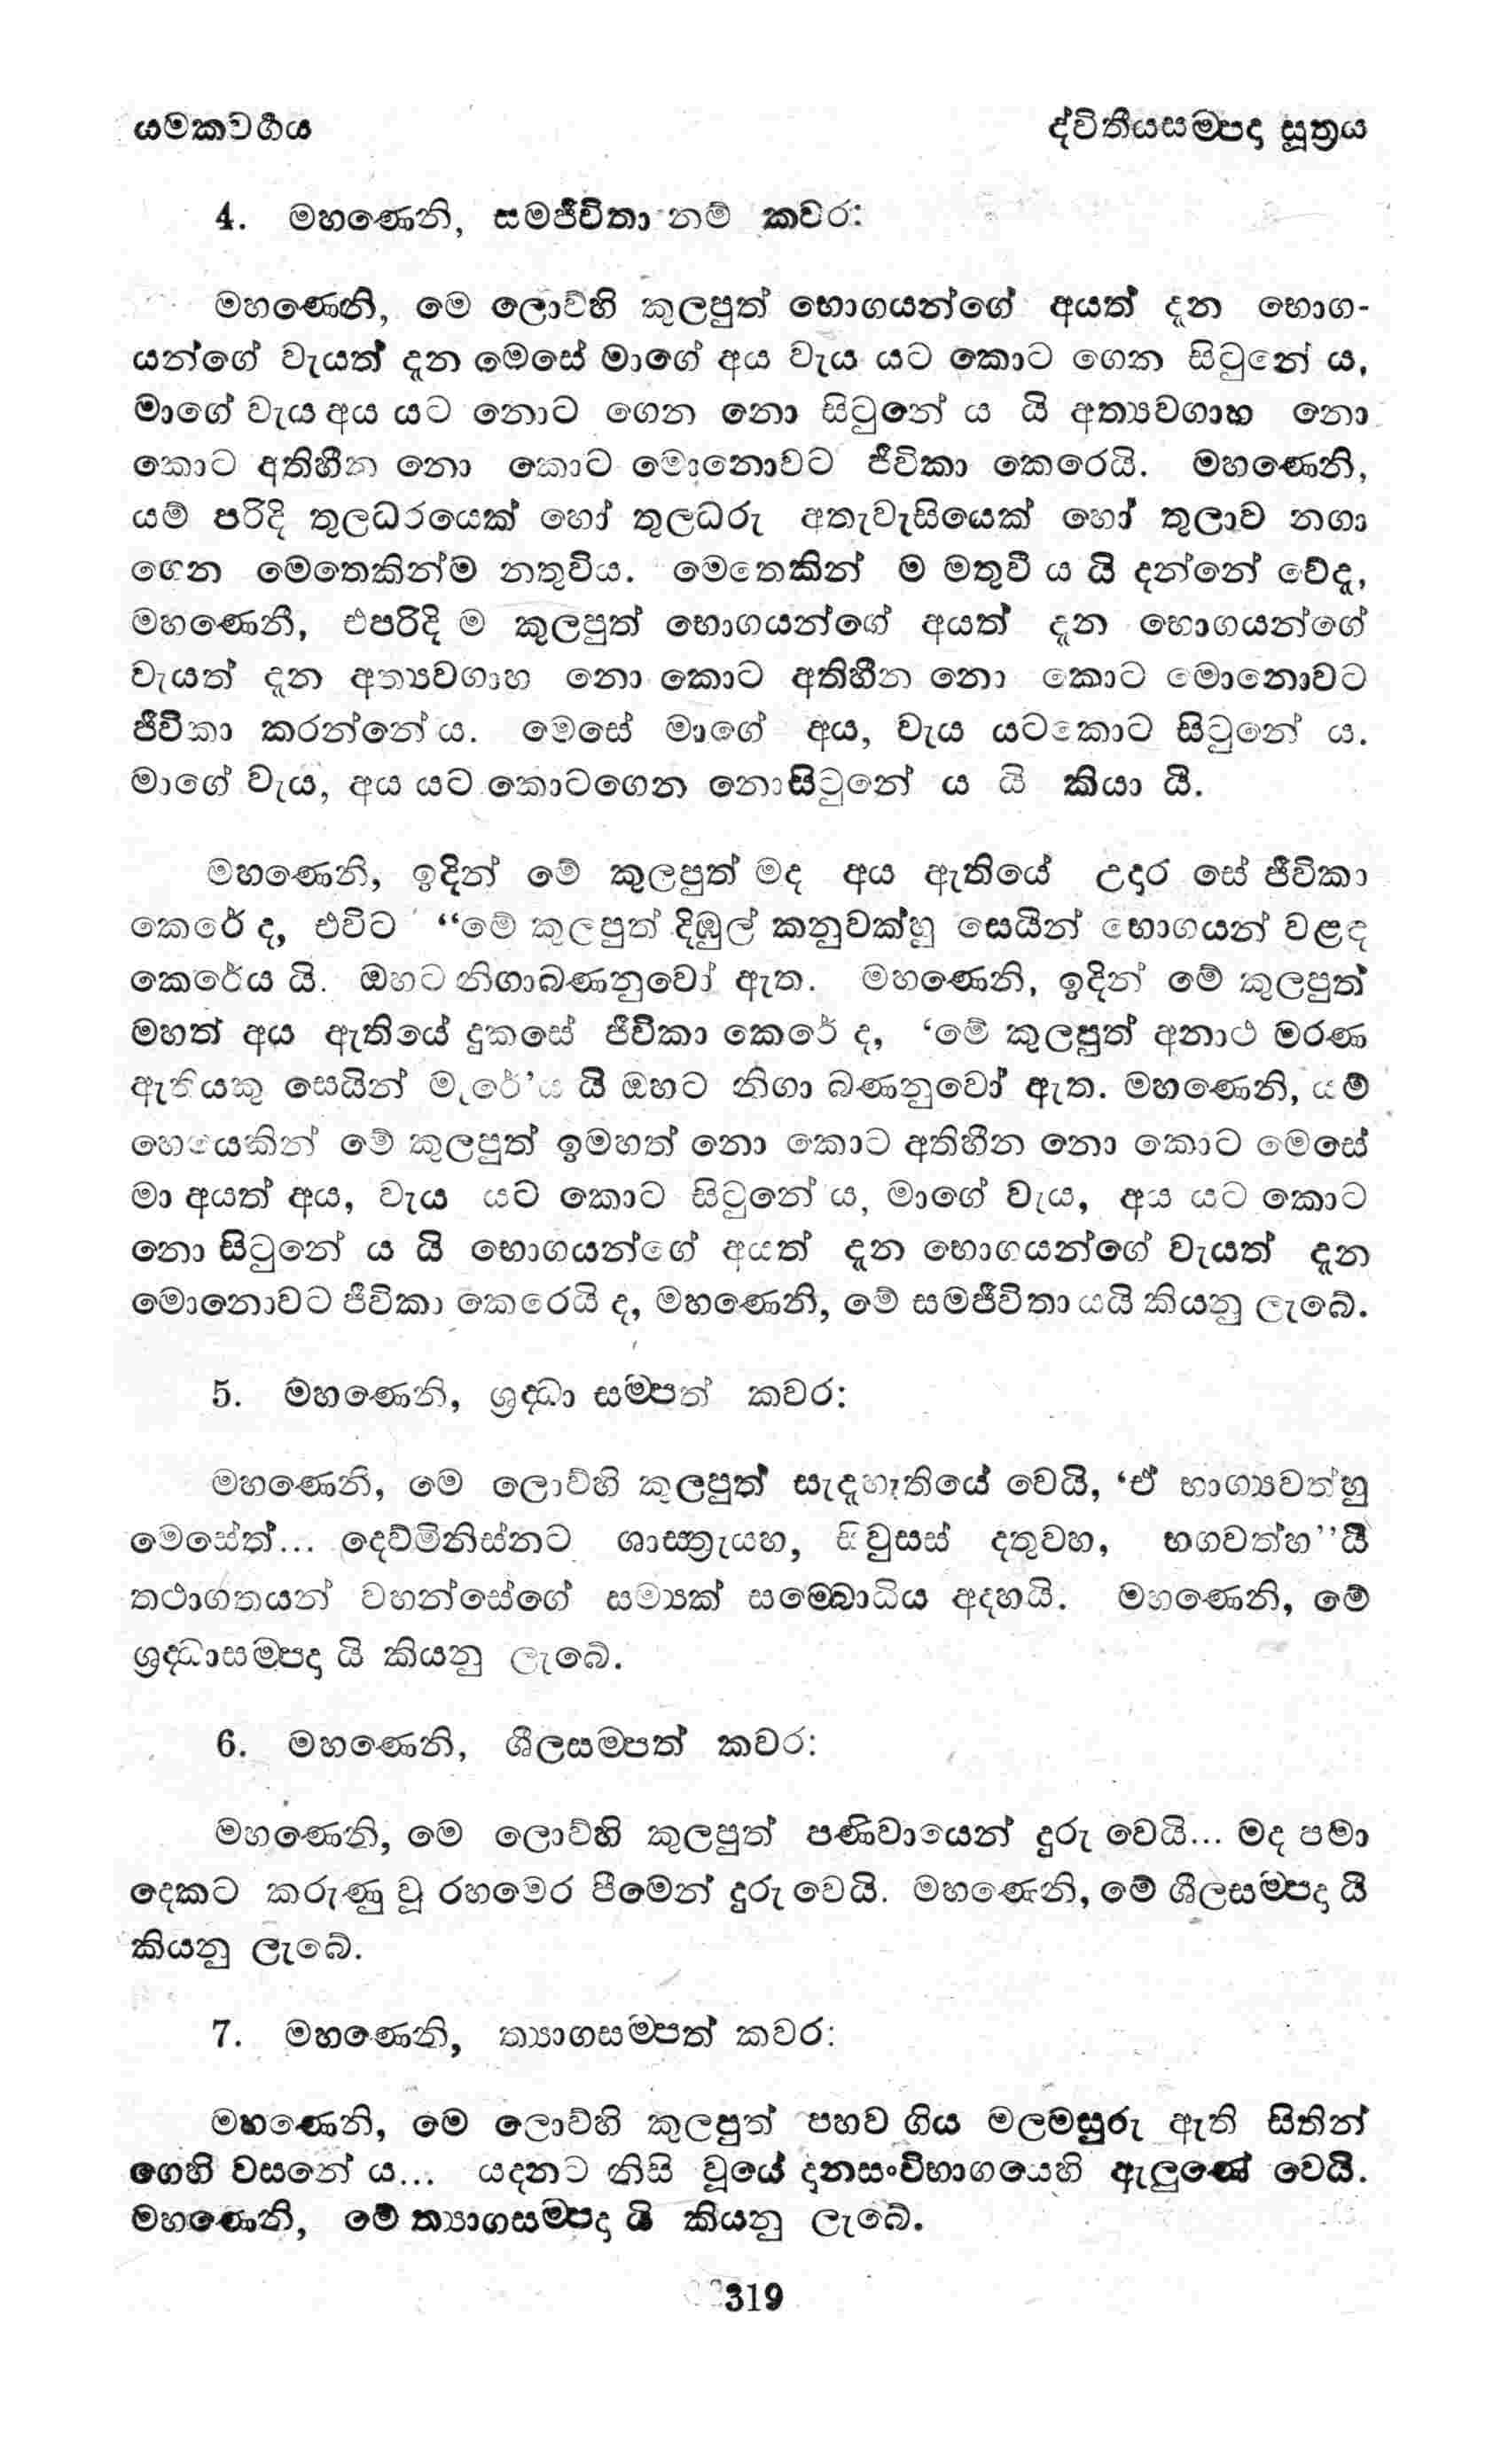 යමකවර්‍ගය ද්විතීයසම්පදා සූත්‍රය
4. මහණෙනි, සමජීවිතා නම් කවර:
මහණෙනි, මෙ ලොව්හි කුලපුත් භොගයන්ගේ අයත් දැන භොග-
යන්ගේ වැයත් දැන මෙසේ මාගේ අය වැය යට කොට ගෙන සිටුනේ ය,
මාගේ වැය අය යට නොට ගෙන නො සිටුනේ ය යි අත්‍යවගාහ නො
කොට අතිහීන නො කොට මොනොවට ජීවිකා කෙරෙයි. මහණෙනි,
යම් පරිදි තුලධරයෙක් හෝ තුලධරු අතැවැසියෙක් හෝ තුලාව නගා
ගෙන මෙතෙකින්ම නතුවිය. මෙතෙකින් ම මතුවී ය යි දන්නේ වේද,
මහණෙනී, එපරිදි ම කුලපුත් භොගයන්ගේ අයත් දැන භොගයන්ගේ
වැයත් දැන අත්‍යවගාහ නො කොට අතිහීන නො කොට මොනොවට
ජීවිකා කරන්නේ ය. මෙසේ මාගේ අය, වැය යටකොට සිටුනේ ය.
මාගේ වැය, අය යට කොටගෙන නොසිටුනේ ය යි කියා යි.
මහණෙනි, ඉදින් මේ කුලපුත් මද අය ඇතියේ උදාර සේ ජීවිකා
කෙරේ ද, එවිට “මේ කුලපුත් දිඹුල් කනුවක්හු සෙයින් භොගයන් වළඳ
කෙරේය යි. ඔහට නිගාබණනුවෝ ඇත. මහණෙනි, ඉදින් මේ කුලපුත්
මහත් අය ඇතියේ දුකසේ ජීවිකා කෙරේ ද, ‘මේ කුලපුත් අනාථ මරණ
ඇතියකු සෙයින් මැරේ’ය යි ඔහට නිගා බණනුවෝ ඇත. මහණෙනි, යම්
හෙයෙකින් මේ කුලපුත් ඉමහත් නො කොට අතිහීන නො කොට මෙසේ
මා අයත් අය, වැය යට කොට සිටුනේ ය, මාගේ වැය, අය යට කොට
නො සිටුනේ ය යි භොගයන්ගේ අයත් දැන භොගයන්ගේ වැයත් දැන
මොනොවට ජීවිකා කෙරෙයි ද, මහණෙනි, මේ සමජීවිතා යයි කියනු ලැබේ.
5. මහණෙනි, ශ්‍රද්ධා සම්පත් කවර:
මහණෙනි, මෙ ලොව්හි කුලපුත් සැදැහැතියේ වෙයි, ‘ඒ භාග්‍යවත්හු
මෙසේත්... දෙව්මිනිස්නට ශාස්තෘැයහ, සිවුසස් දතුවහ, භගවත්හ’’යි
තථාගතයන් වහන්සේගේ සම්‍යක් සම්බොධිය අදහයි. මහණෙනි, මේ
ශ්‍රද්ධාසම්පදා යි කියනු ලැබේ.
6. මහණෙනි, ශීලසම්පත් කවර:
මහණෙනි, මෙ ලොව්හි කුලපුත් පණිවායෙන් දුරු වෙයි... මද පමා
දෙකට කරුණු වූ රහමෙර පීමෙන් දුරු වෙයි. මහණෙනි, මේ ශීලසම්පදා යි
කියනු ලැබේ.
7. මහණෙනි, ත්‍යාගසම්පත් කවර:
මහණෙනි, මෙ ලොව්හි කුලපුත් පහව ගිය මලමසුරු ඇති සිතින්
ගෙහි වසනේ ය... යදනට නිසි වූයේ දානසංවිභාගයෙහි ඇලුණේ වෙයි.
මහණෙනි, මේ ත්‍යාගසම්පදා යි කියනු ලැබේ.
319